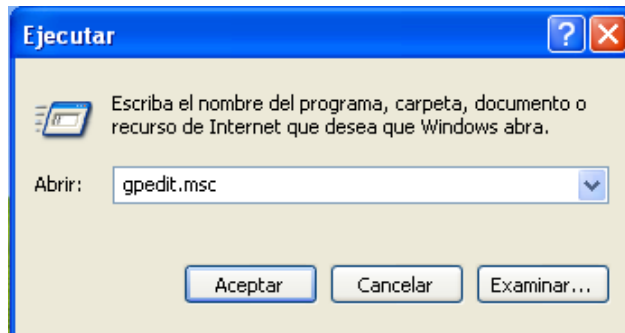 Ejecutar
Escriba el nombre del programa, carpeta, documento o
recurso de Internet que desea que Windows abra.
Abrir: gpedit.msc
Aceptar Cancelar Examinar...